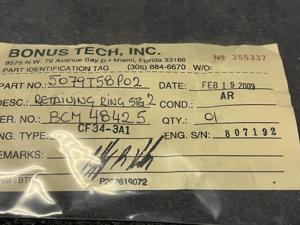 BONUS TECH, INC.
8575 N.W. 79 Avenue Bay D • Miami, Florida 33166
PART IDENTIFICATION TAG (305) 884-6670 W/O:
No 355337
PART NO.: 5079T58P02 DATE: FEB 19 2009
DESC.: RETAINING RING STG 2 COND.: AR
SER. NO.: BCM 48425 QTY.: 01
ENG. TYPE: CF34-3A1 ENG. S/N: 807192
REMARKS:
P202619072